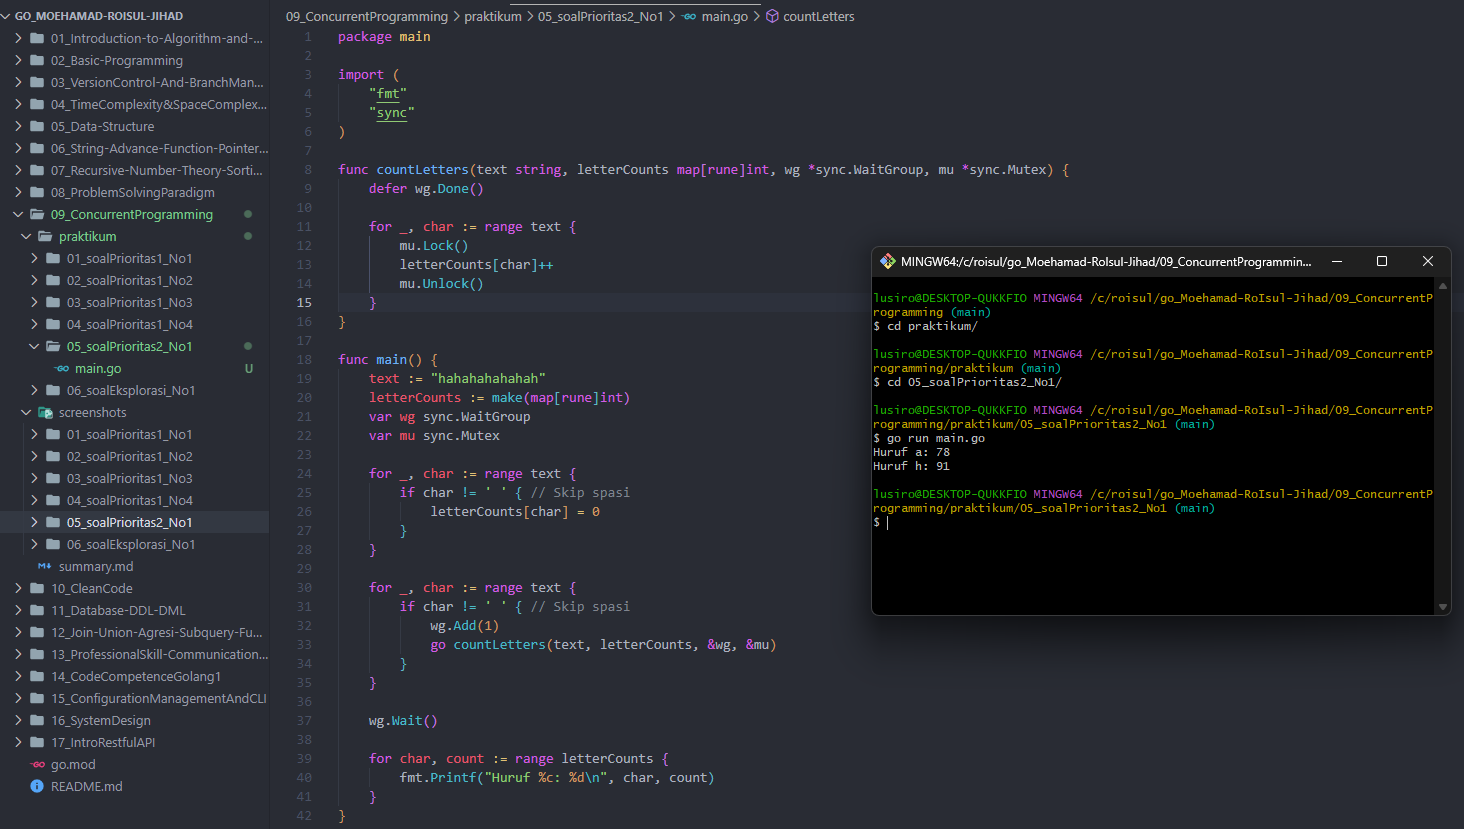 GO_MOEHAMAD-ROISUL-JIHAD
01_Introduction-to-Algorithm-and-...
02_Basic-Programming
03_VersionControl-And-BranchMan...
04_TimeComplexity&SpaceComplex...
05_Data-Structure
06_String-Advance-Function-Pointer...
07_Recursive-Number-Theory-Sorti...
08_ProblemSolvingParadigm
09_ConcurrentProgramming
praktikum
01_soalPrioritas1_No1
02_soalPrioritas1_No2
03_soalPrioritas1_No3
04_soalPrioritas1_No4
05_soalPrioritas2_No1
GO main.go U
06_soalEksplorasi_No1
screenshots
01_soalPrioritas1_No1
02_soalPrioritas1_No2
03_soalPrioritas1_No3
04_soalPrioritas1_No4
05_soalPrioritas2_No1
06_soalEksplorasi_No1
summary.md
10_CleanCode
11_Database-DDL-DML
12_Join-Union-Agresi-Subquery-Fu...
13_ProfessionalSkill-Communication...
14_CodeCompetenceGolang1
15_ConfigurationManagementAndCLI
16_SystemDesign
17_IntroRestfulAPI
GO go.mod
README.md
09_ConcurrentProgramming > praktikum > 05_soalPrioritas2_No1 > GO main.go > countLetters
1 package main
2
3 import (
4 "fmt"
5 "sync"
6 )
7
8 func countLetters(text string, letterCounts map[rune]int, wg *sync.WaitGroup, mu *sync.Mutex) {
9 defer wg.Done()
10
11 for _, char := range text {
12 mu.Lock()
13 letterCounts[char]++
14 mu.Unlock()
15 }
16 }
17
18 func main() {
19 text := "hahahahahahah"
20 letterCounts := make(map[rune]int)
21 var wg sync.WaitGroup
22 var mu sync.Mutex
23
24 for _, char := range text {
25 if char != ' ' { // Skip spasi
26 letterCounts[char] = 0
27 }
28 }
29
30 for _, char := range text {
31 if char != ' ' { // Skip spasi
32 wg.Add(1)
33 go countLetters(text, letterCounts, &wg, &mu)
34 }
35 }
36
37 wg.Wait()
38
39 for char, count := range letterCounts {
40 fmt.Printf("Huruf %c: %d\n", char, count)
41 }
42 }
MINGW64:/c/roisul/go_Moehamad-RoIsul-Jihad/09_ConcurrentProgrammin...
lusiro@DESKTOP-QUKKFIO MINGW64 /c/roisul/go_Moehamad-RoIsul-Jihad/09_ConcurrentP
rogramming (main)
$ cd praktikum/
lusiro@DESKTOP-QUKKFIO MINGW64 /c/roisul/go_Moehamad-RoIsul-Jihad/09_ConcurrentP
rogramming/praktikum (main)
$ cd 05_soalPrioritas2_No1/
lusiro@DESKTOP-QUKKFIO MINGW64 /c/roisul/go_Moehamad-RoIsul-Jihad/09_ConcurrentP
rogramming/praktikum/05_soalPrioritas2_No1 (main)
$ go run main.go
Huruf a: 78
Huruf h: 91
lusiro@DESKTOP-QUKKFIO MINGW64 /c/roisul/go_Moehamad-RoIsul-Jihad/09_ConcurrentP
rogramming/praktikum/05_soalPrioritas2_No1 (main)
$